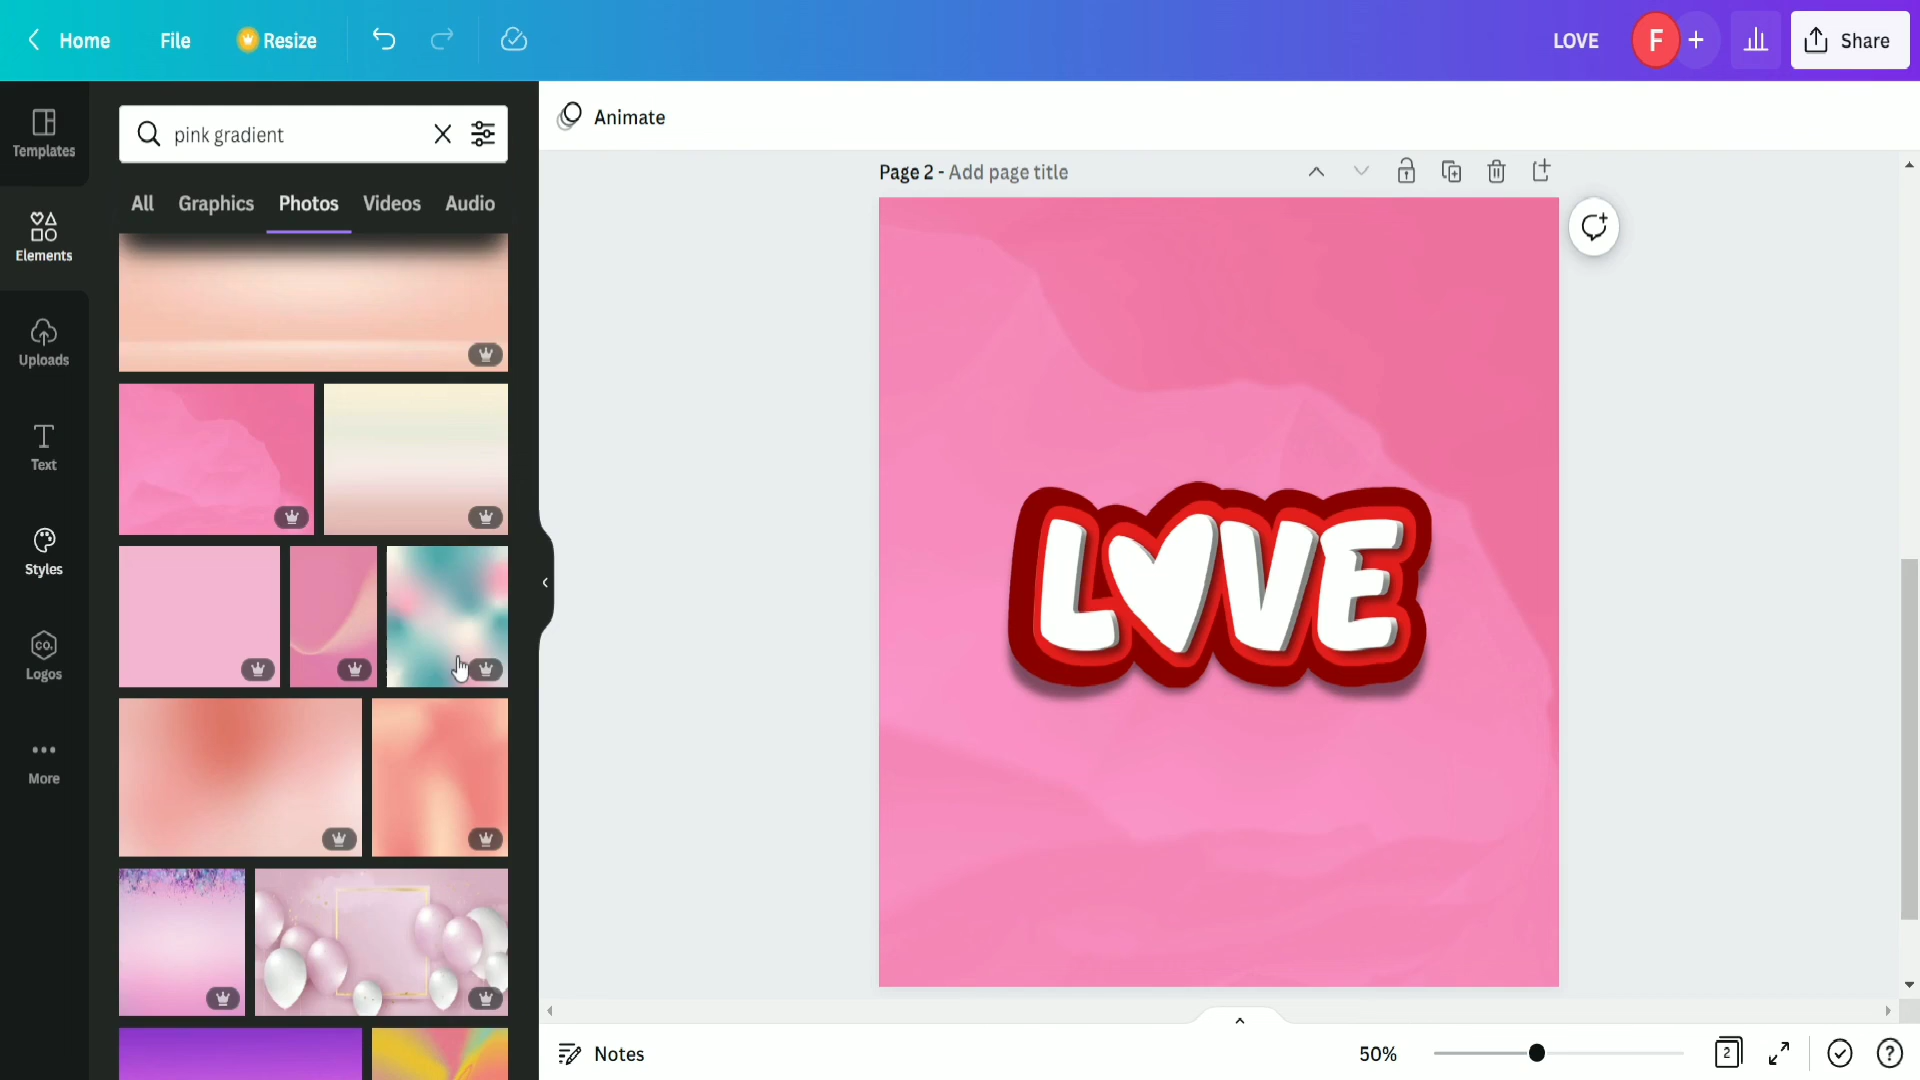 Home File Resize LOVE F + Share
Templates
Elements
Uploads
Text
Styles
CO.
Logos
More
pink gradient
All Graphics Photos Videos Audio
Animate
Page 2 - Add page title
LOVE
Notes 50% 2 ?